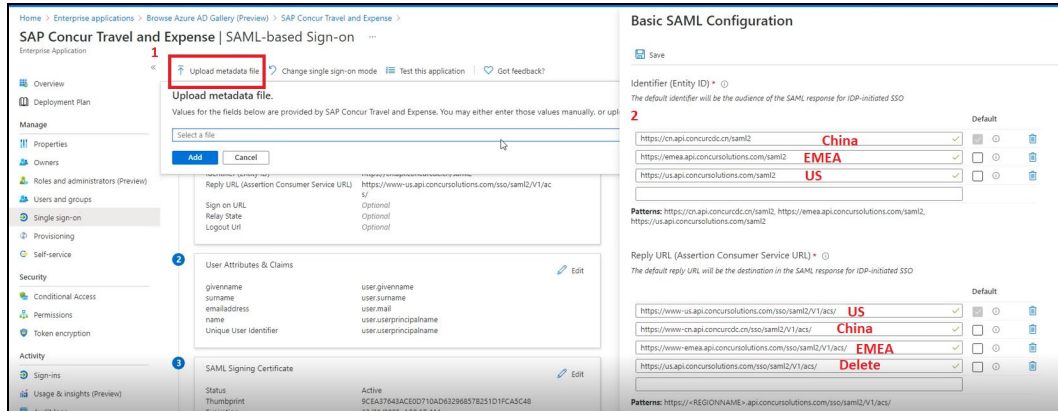 Home > Enterprise applications > Browse Azure AD Gallery (Preview) > SAP Concur Travel and Expense >
SAP Concur Travel and Expense | SAML-based Sign-on ...
Enterprise Application
1
«
Upload metadata file
Change single sign-on mode
Test this application
Got feedback?
Overview
Deployment Plan
Manage
Properties
Owners
Roles and administrators (Preview)
Users and groups
Single sign-on
Provisioning
Self-service
Security
Conditional Access
Permissions
Token encryption
Activity
Sign-ins
Usage & insights (Preview)
Upload metadata file.
Values for the fields below are provided by SAP Concur Travel and Expense. You may either enter those values manually, or upl
Select a file
Add
Cancel
Reply URL (Assertion Consumer Service URL) https://www-us.api.concursolutions.com/sso/saml2/V1/ac
s/
Sign on URL Optional
Relay State Optional
Logout Url Optional
2
User Attributes & Claims
Edit
givenname user.givenname
surname user.surname
emailaddress user.mail
name user.userprincipalname
Unique User Identifier user.userprincipalname
3
SAML Signing Certificate
Edit
Status Active
Thumbprint 9CEA37643ACE0D710AD63296857B251D1FCA5C48
Basic SAML Configuration
Save
Identifier (Entity ID) *
The default identifier will be the audience of the SAML response for IDP-initiated SSO
2
Default
https://cn.api.concurcdc.cn/saml2 China
https://emea.api.concursolutions.com/saml2 EMEA
https://us.api.concursolutions.com/saml2 US
Patterns: https://cn.api.concurcdc.cn/saml2, https://emea.api.concursolutions.com/saml2,
https://us.api.concursolutions.com/saml2
Reply URL (Assertion Consumer Service URL) *
The default reply URL will be the destination in the SAML response for IDP-initiated SSO
Default
https://www-us.api.concursolutions.com/sso/saml2/V1/acs/ US
https://www-cn.api.concurcdc.cn/sso/saml2/V1/acs/ China
https://www-emea.api.concursolutions.com/sso/saml2/V1/acs/ EMEA
https://us.api.concursolutions.com/sso/saml2/V1/acs/ Delete
Patterns: https://<REGIONNAME>.api.concursolutions.com/sso/saml2/V1/acs/